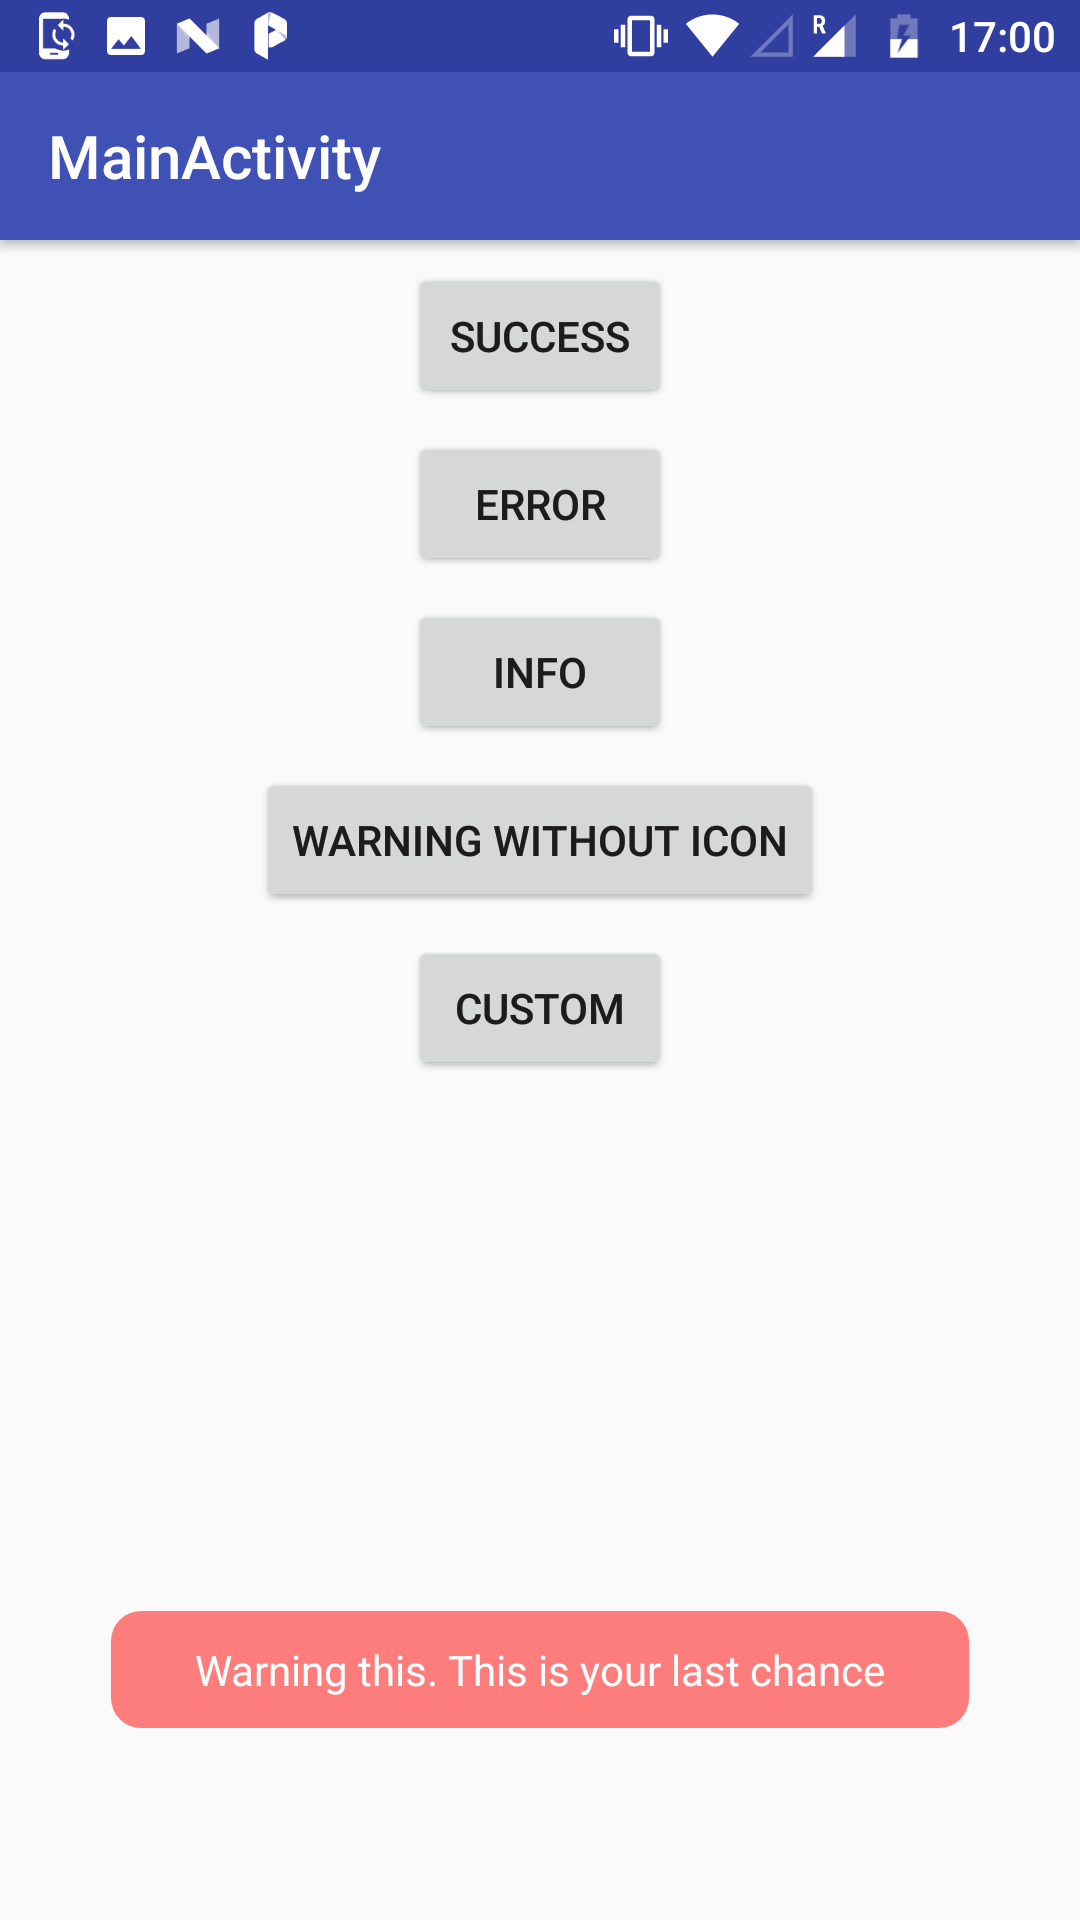 R 17:00
MainActivity
SUCCESS
ERROR
INFO
WARNING WITHOUT ICON
CUSTOM
Warning this. This is your last chance